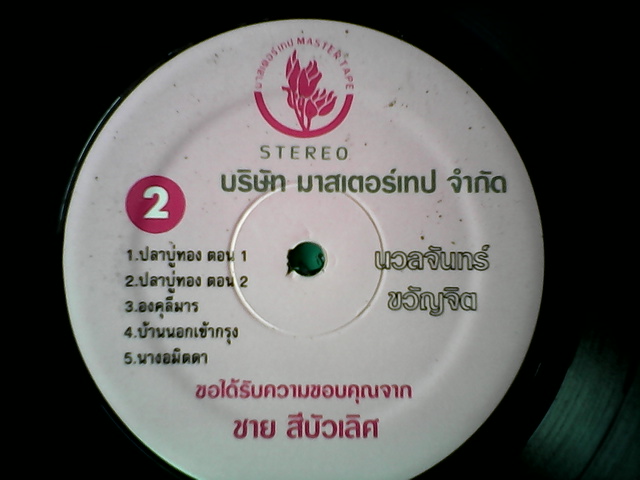 มาสเตอร์เทป MASTER TAPE
STEREO
บริษัท มาสเตอร์เทป จำกัด
2
1.ปลาบู่ทอง ตอน 1
2.ปลาบู่ทอง ตอน 2
3.องคุลีมาร
4.บ้านนอกเข้ากรุง
5.นางอมิตดา
นวลจันทร์
ขวัญจิต
ขอได้รับความขอบคุณจาก
ชาย สีบัวเลิศ